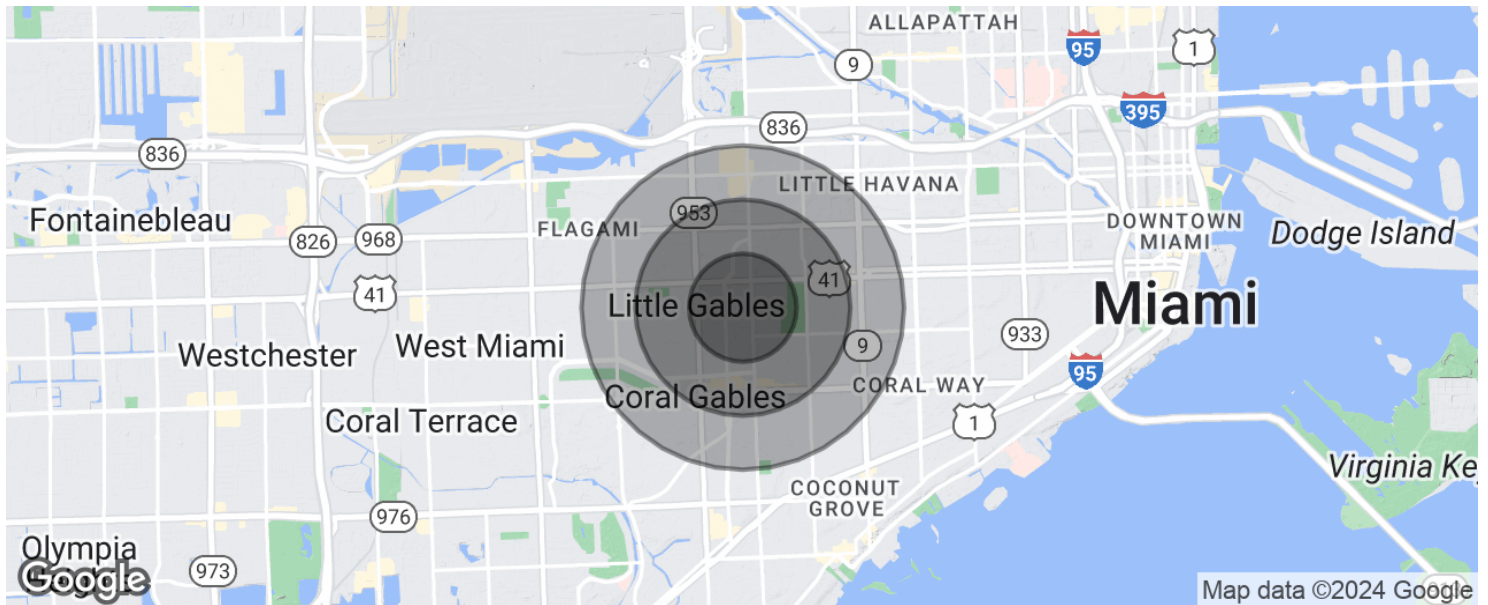 ALLAPATTAH
95
1
9
395
836
836
LITTLE HAVANA
953
Fontainebleau
FLAGAMI
826
968
DOWNTOWN
MIAMI
Dodge Island
41
41
Little Gables
Miami
Westchester
West Miami
9
933
95
CORAL WAY
Coral Gables
Coral Terrace
1
Virginia Ke
COCONUT
GROVE
976
Olympia
973
Google
Map data ©2024 Google